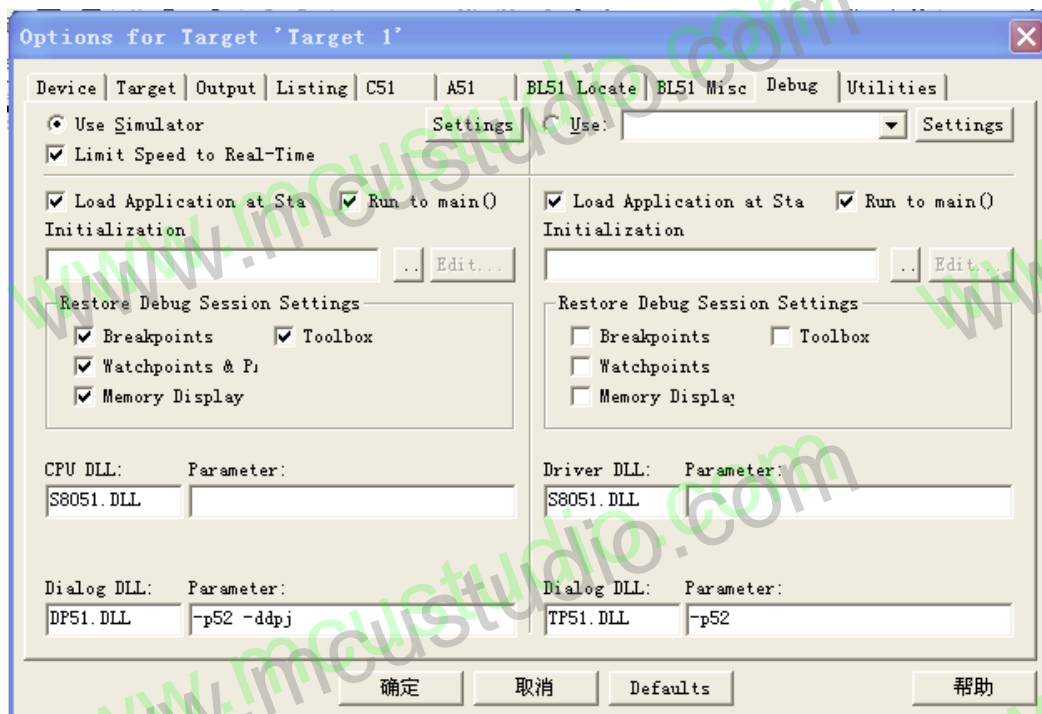 Options for Target 'Target 1'
Device Target Output Listing C51 A51 BL51 Locate BL51 Misc Debug Utilities
Use Simulator Settings Use: Settings
Limit Speed to Real-Time
Load Application at Sta Run to main() Load Application at Sta Run to main()
Initialization Initialization
.. Edit... .. Edit...
Restore Debug Session Settings Restore Debug Session Settings
Breakpoints Toolbox Breakpoints Toolbox
Watchpoints & Watchpoints
Memory Display Memory Display
CPU DLL: Parameter: Driver DLL: Parameter:
S8051.DLL S8051.DLL
Dialog DLL: Parameter: Dialog DLL: Parameter:
DP51.DLL -p52 -ddpj TP51.DLL -p52
确定 取消 Defaults 帮助
www.mcustudio.com
www.mcustudio.com